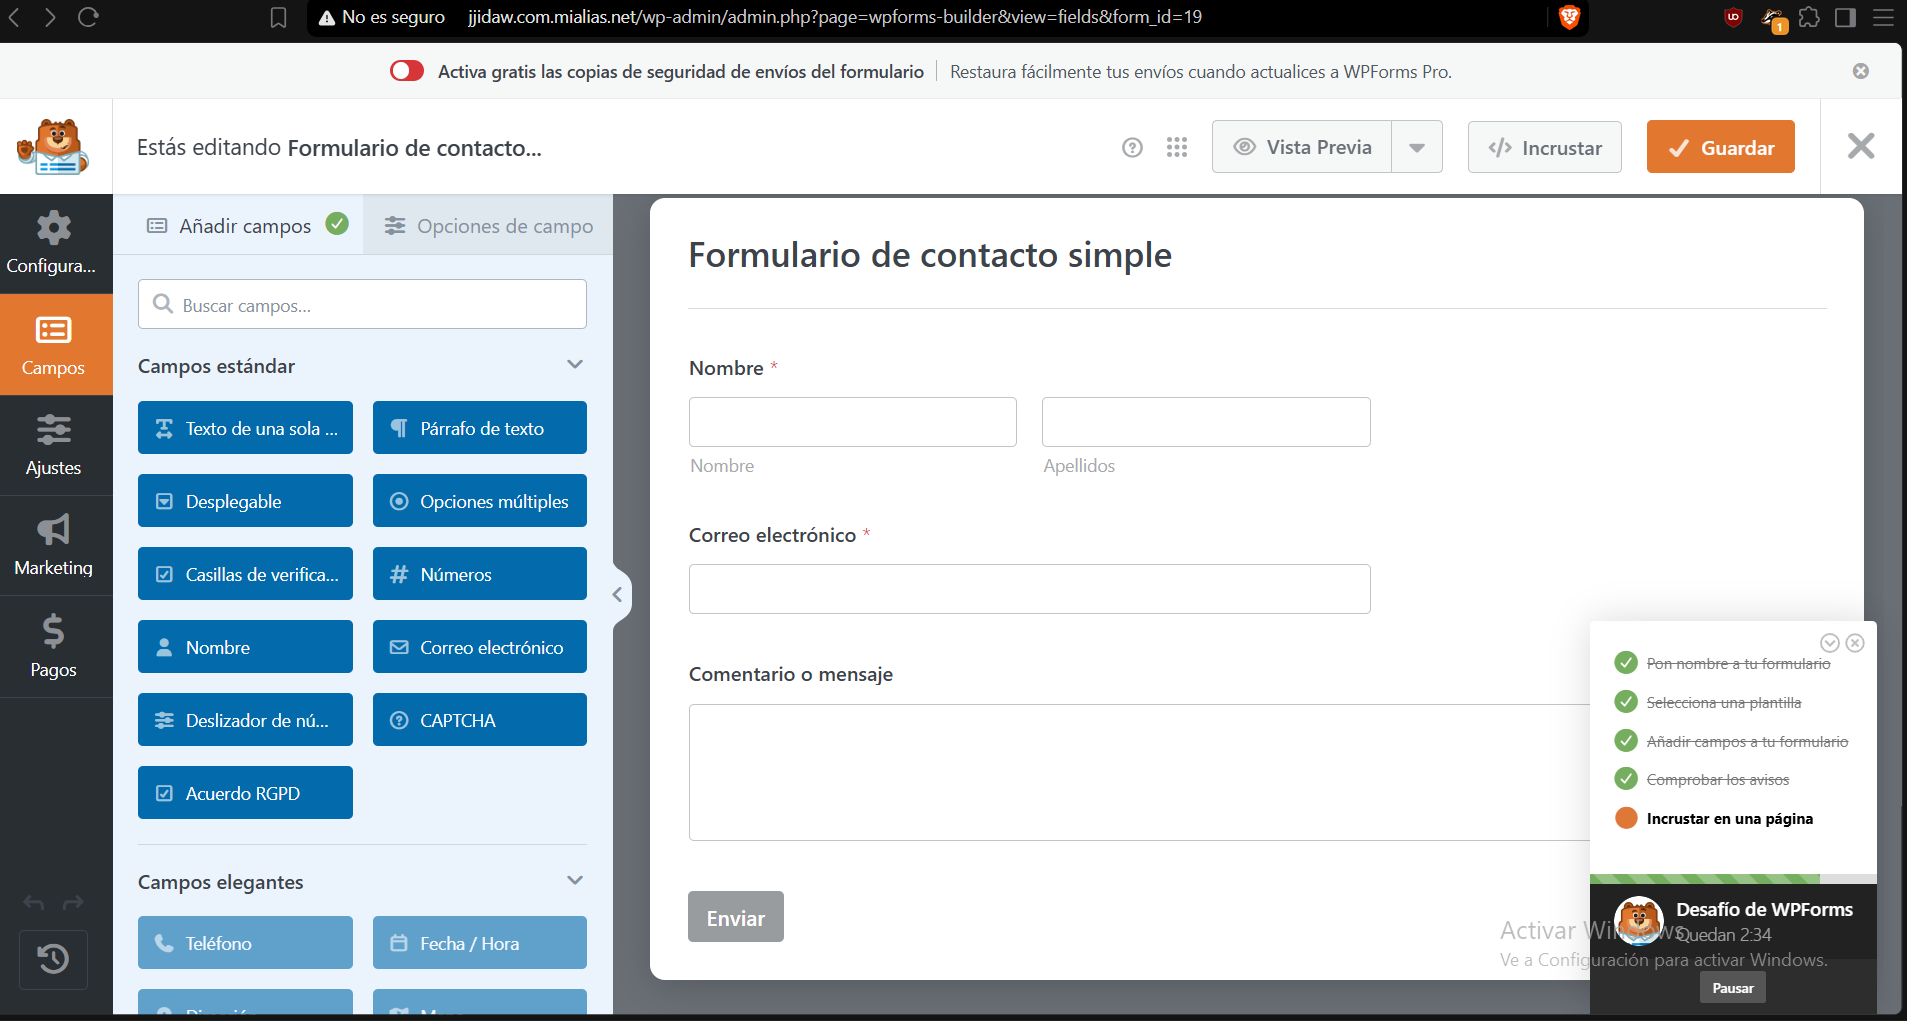 No es seguro jjidaw.com.mialias.net/wp-admin/admin.php?page=wpforms-builder&view=fields&form_id=19
1
Activa gratis las copias de seguridad de envíos del formulario Restaura fácilmente tus envíos cuando actualices a WPForms Pro.
Estás editando Formulario de contacto...
Vista Previa
Incrustar
Guardar
Configura...
Campos
Ajustes
Marketing
Pagos
Añadir campos
Opciones de campo
Buscar campos...
Campos estándar
Texto de una sola ...
Párrafo de texto
Desplegable
Opciones múltiples
Casillas de verifica...
Números
Nombre
Correo electrónico
Deslizador de nú...
CAPTCHA
Acuerdo RGPD
Campos elegantes
Teléfono
Fecha / Hora
Formulario de contacto simple
Nombre *
Nombre
Apellidos
Correo electrónico *
Comentario o mensaje
Enviar
Pon nombre a tu formulario
Selecciona una plantilla
Añadir campos a tu formulario
Comprobar los avisos
Incrustar en una página
Desafío de WPForms
Quedan 2:34
Pausar
Activar Windows
Ve a Configuración para activar Windows.